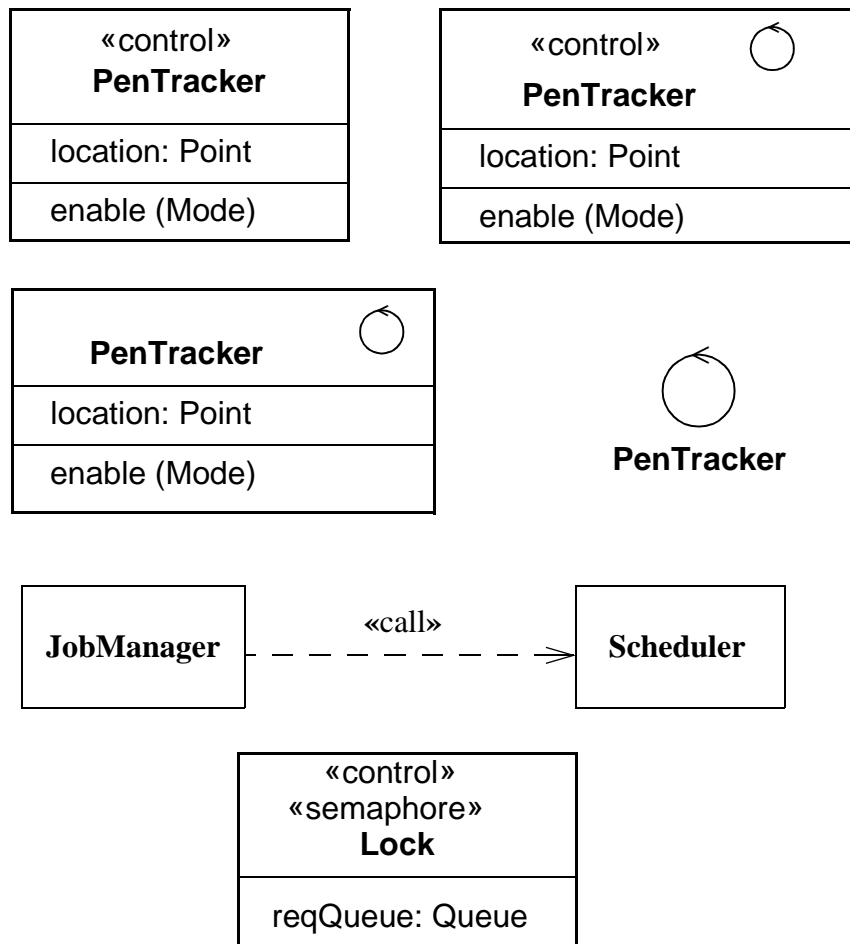 «control»
PenTracker
location: Point
enable (Mode)
«control»
PenTracker
location: Point
enable (Mode)
PenTracker
location: Point
enable (Mode)
PenTracker
JobManager
«call»
Scheduler
«control»
«semaphore»
Lock
reqQueue: Queue